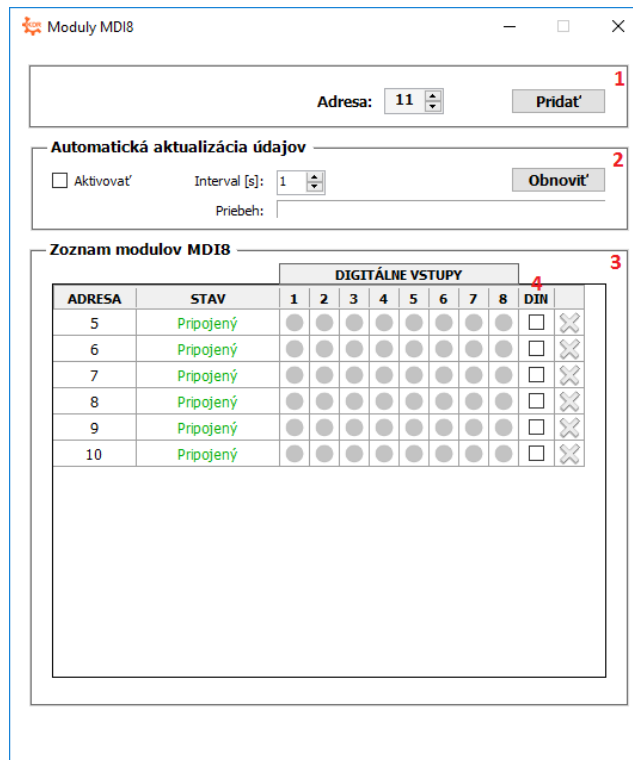 Moduly MDI8
1
Adresa: 11 Pridať
Automatická aktualizácia údajov
2
Aktivovať Interval [s]: 1 Obnoviť
Priebeh:
Zoznam modulov MDI8
3
DIGITÁLNE VSTUPY
4
ADRESA STAV 1 2 3 4 5 6 7 8 DIN
5 Pripojený
6 Pripojený
7 Pripojený
8 Pripojený
9 Pripojený
10 Pripojený